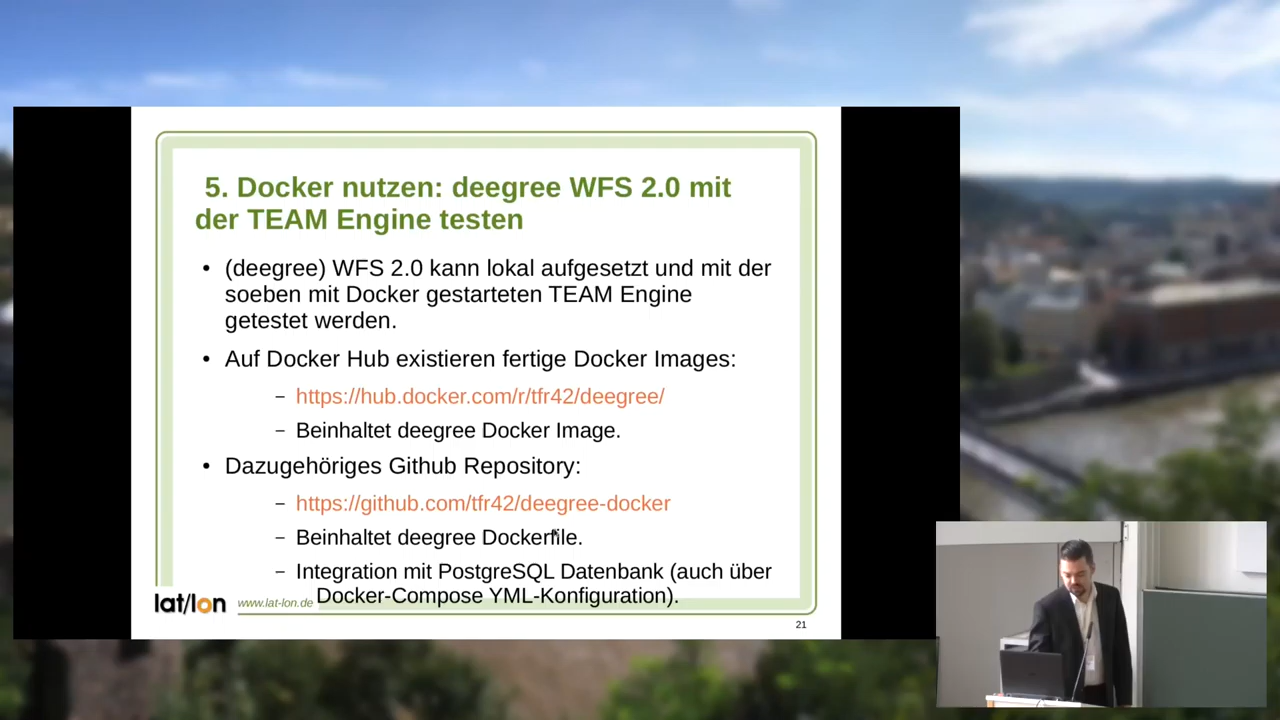 5. Docker nutzen: deegree WFS 2.0 mit
der TEAM Engine testen
• (deegree) WFS 2.0 kann lokal aufgesetzt und mit der
soeben mit Docker gestarteten TEAM Engine
getestet werden.
• Auf Docker Hub existieren fertige Docker Images:
– https://hub.docker.com/r/tfr42/deegree/
– Beinhaltet deegree Docker Image.
• Dazugehöriges Github Repository:
– https://github.com/tfr42/deegree-docker
– Beinhaltet deegree Dockerfile.
– Integration mit PostgreSQL Datenbank (auch über
Docker-Compose YML-Konfiguration).
lat/lon www.lat-lon.de
21